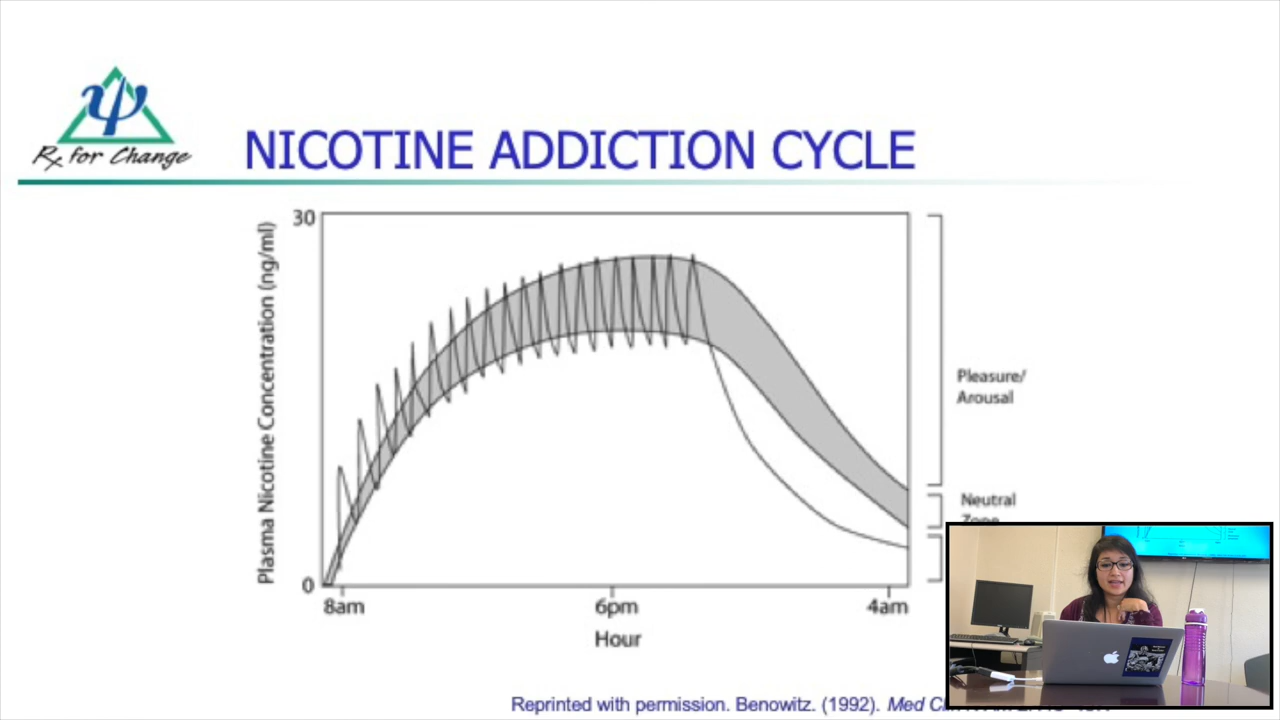 Rx for Change
NICOTINE ADDICTION CYCLE
30
Plasma Nicotine Concentration (ng/ml)
0
8am
6pm
4am
Hour
Pleasure/
Arousal
Neutral
Zone
Reprinted with permission. Benowitz. (1992). Med